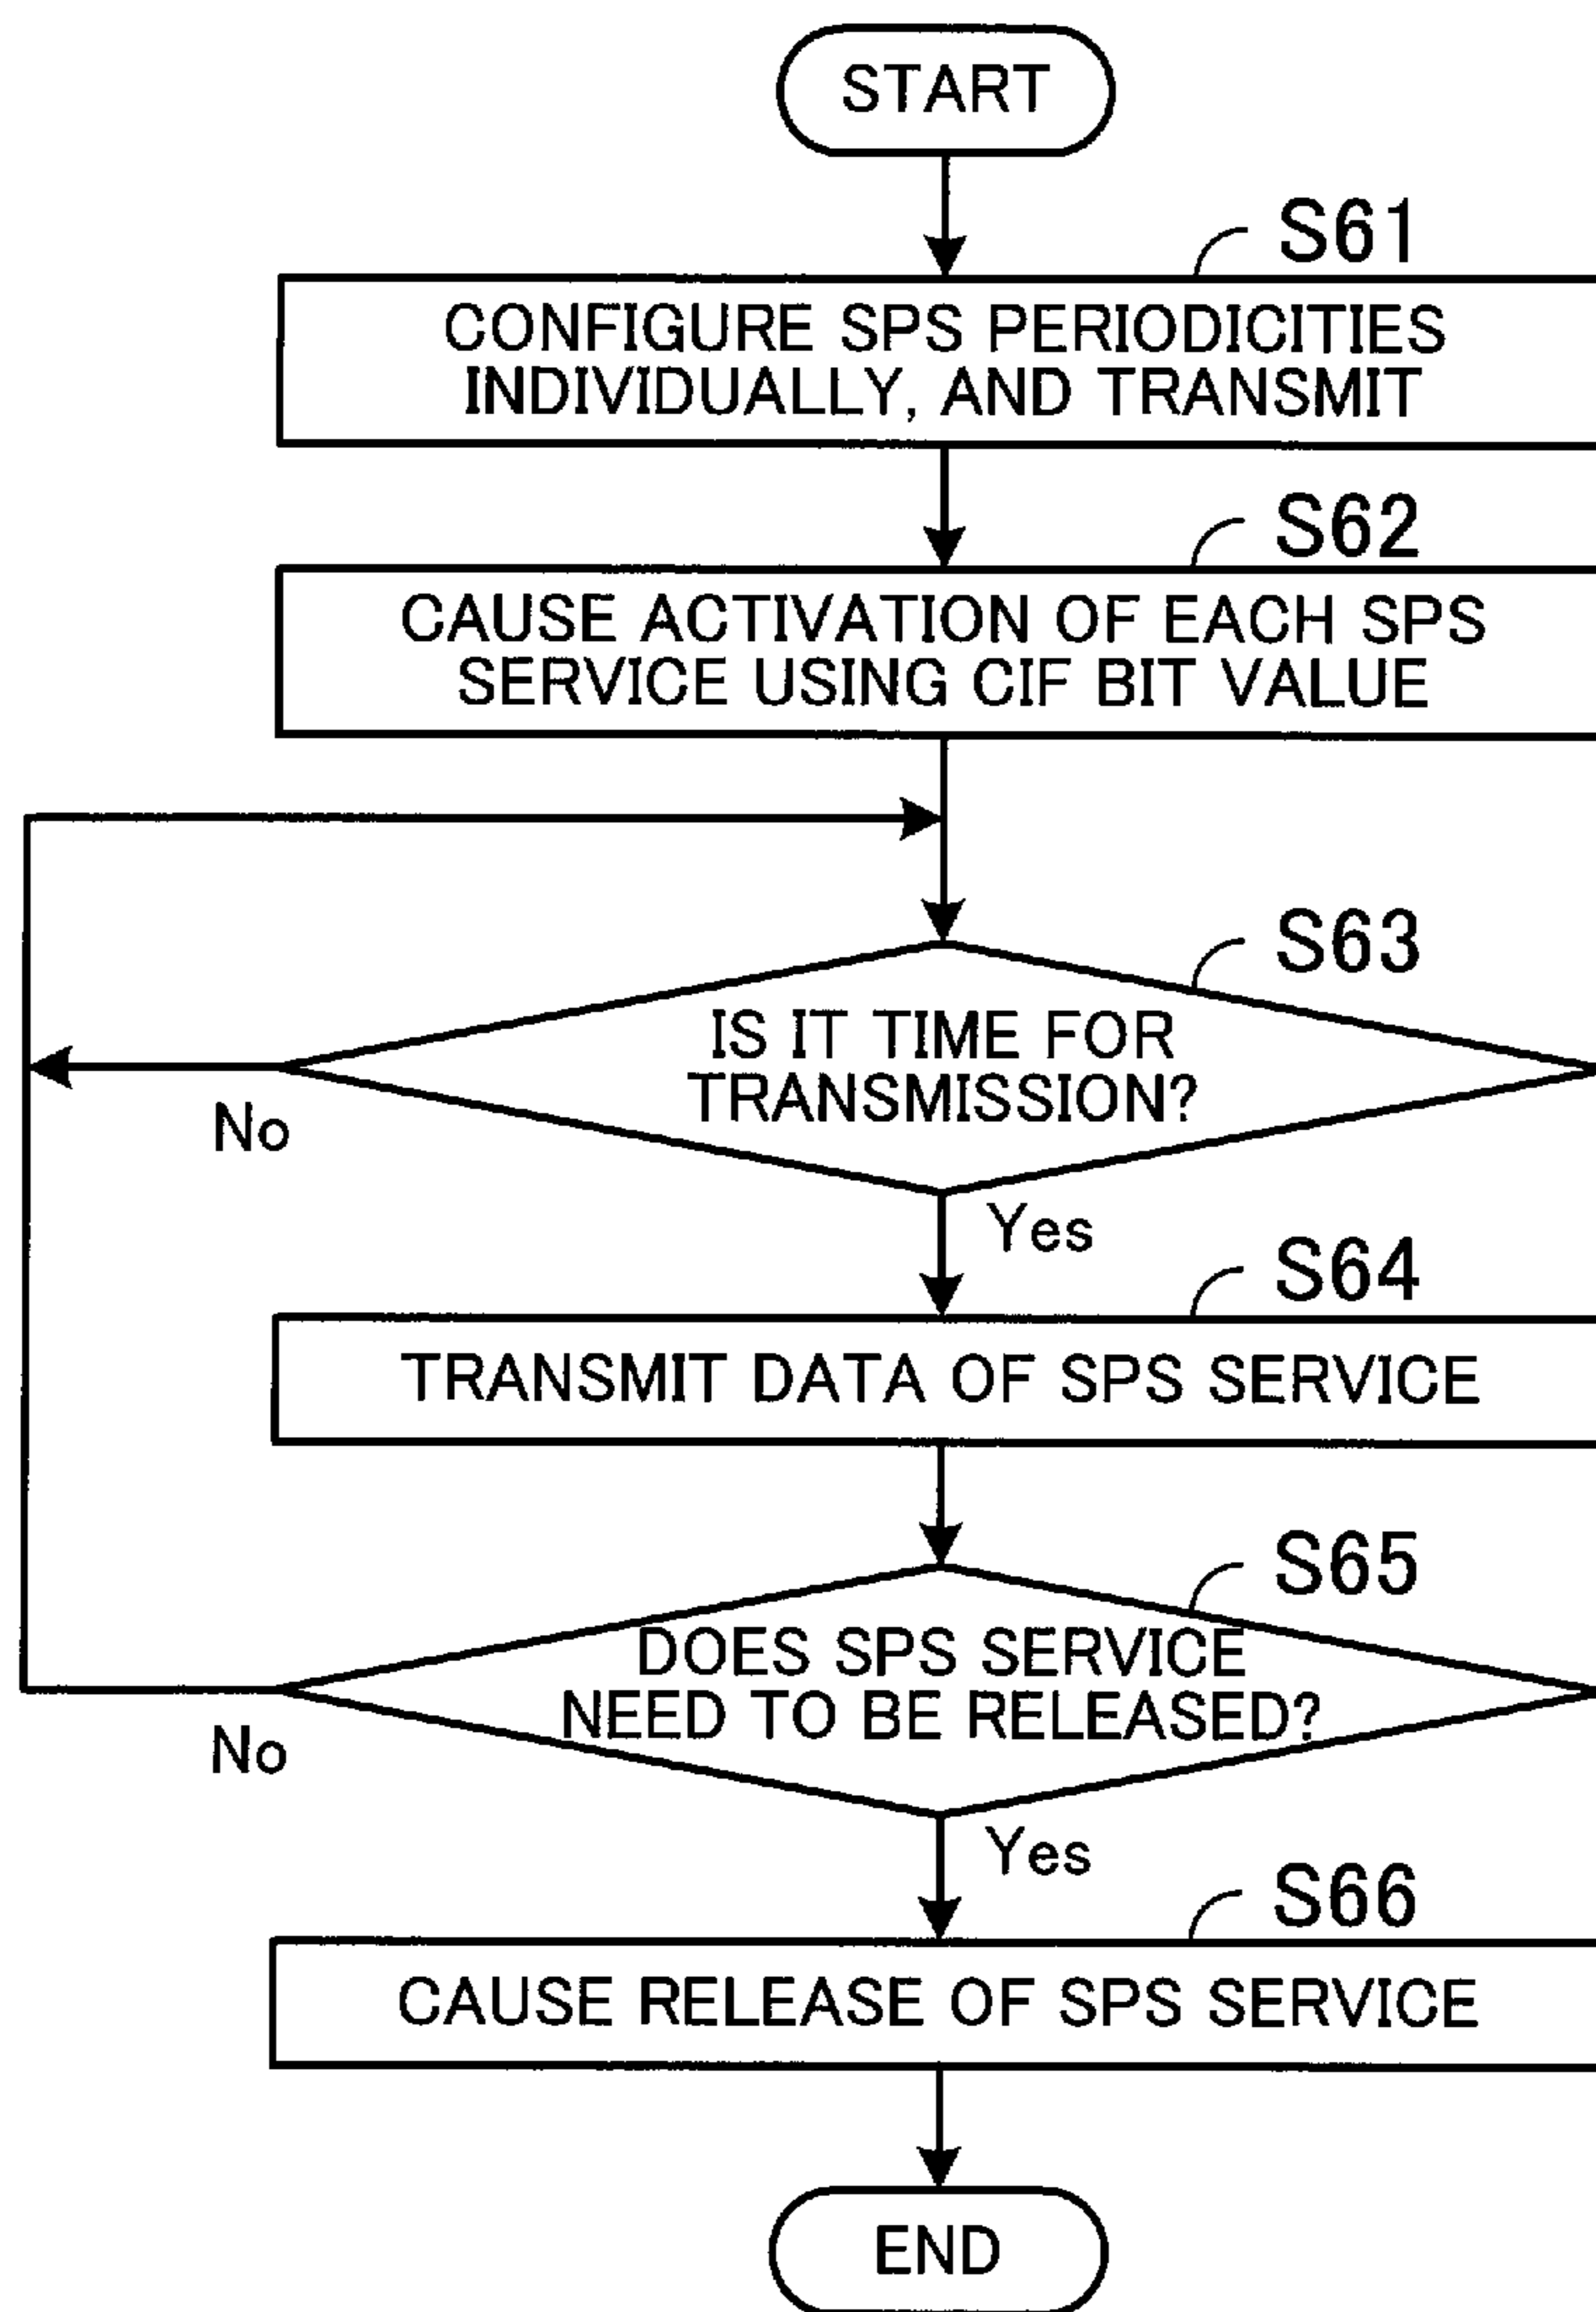 START
S61
CONFIGURE SPS PERIODICITIES
INDIVIDUALLY, AND TRANSMIT
S62
CAUSE ACTIVATION OF EACH SPS
SERVICE USING CIF BIT VALUE
S63
IS IT TIME FOR
TRANSMISSION?
No
Yes
S64
TRANSMIT DATA OF SPS SERVICE
S65
DOES SPS SERVICE
NEED TO BE RELEASED?
No
Yes
S66
CAUSE RELEASE OF SPS SERVICE
END